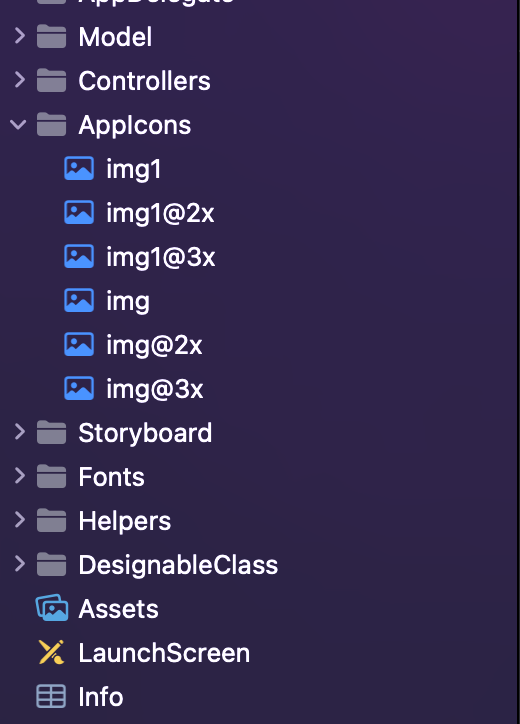 AppDelegate
Model
Controllers
AppIcons
img1
img1@2x
img1@3x
img
img@2x
img@3x
Storyboard
Fonts
Helpers
DesignableClass
Assets
LaunchScreen
Info